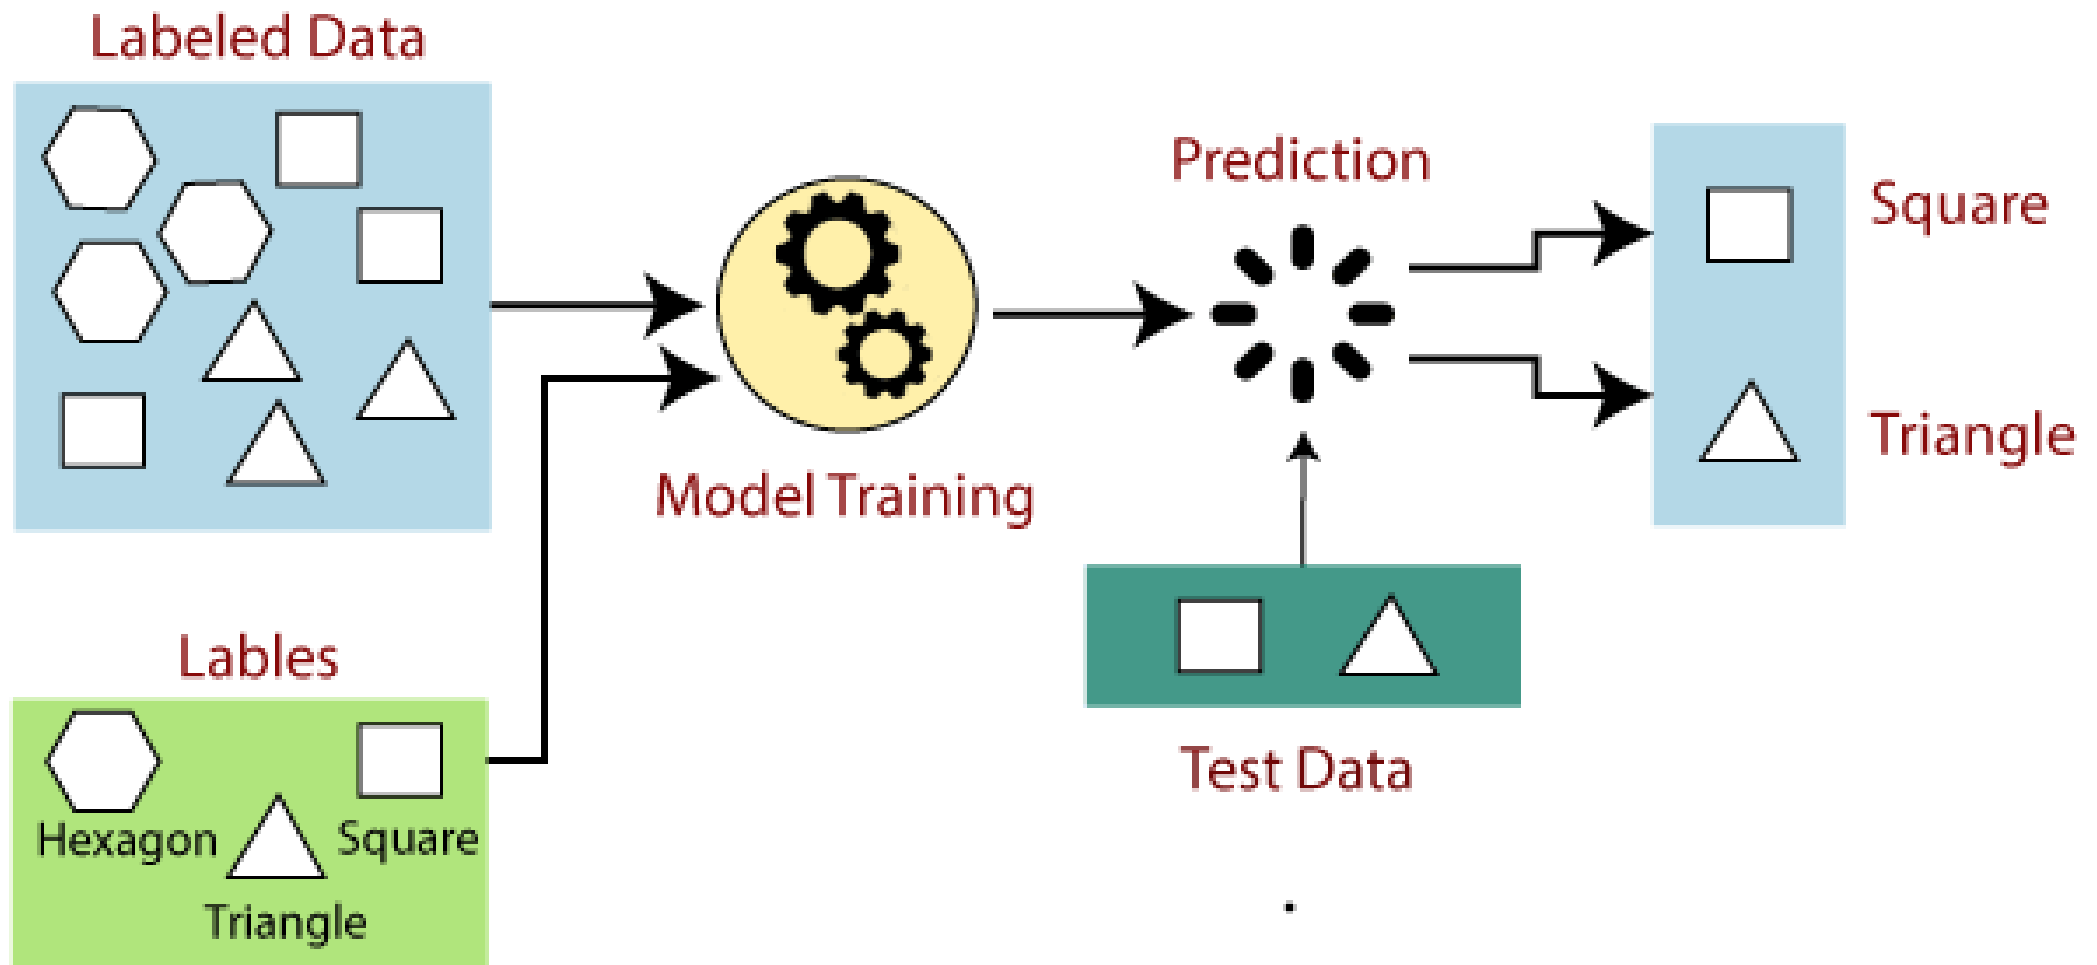 Labeled Data
Prediction
Square
Triangle
Model Training
Lables
Hexagon
Square
Triangle
Test Data